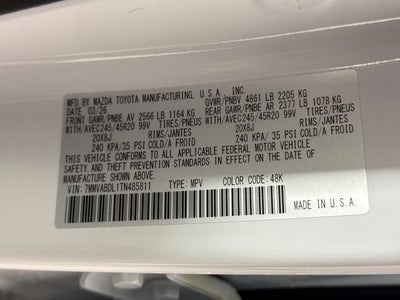 MFD BY MAZDA TOYOTA MANUFACTURING, U.S.A., INC.
DATE 03/26 GVWR/PNBV 4861 LB 2205 KG
FRONT GAWR/PNBE AV 2566 LB 1164 KG REAR GAWR/PNBE AR 2377 LB 1078 KG
WITH/AVEC 245/45R20 99V TIRES/PNEUS WITH/AVEC 245/45R20 99V TIRES/PNEUS
20X8J RIMS/JANTES 20X8J RIMS/JANTES
240 KPA/35 PSI COLD/FROID 240 KPA/35 PSI COLD/FROID
THIS VEHICLE CONFORMS TO ALL APPLICABLE FEDERAL MOTOR VEHICLE
SAFETY, AND THEFT PREVENTION STANDARDS IN EFFECT ON THE DATE
OF MANUFACTURE SHOWN ABOVE.
VIN: 7MMVABDL1TN485811 TYPE: MPV COLOR CODE: 48K
MADE IN U.S.A.